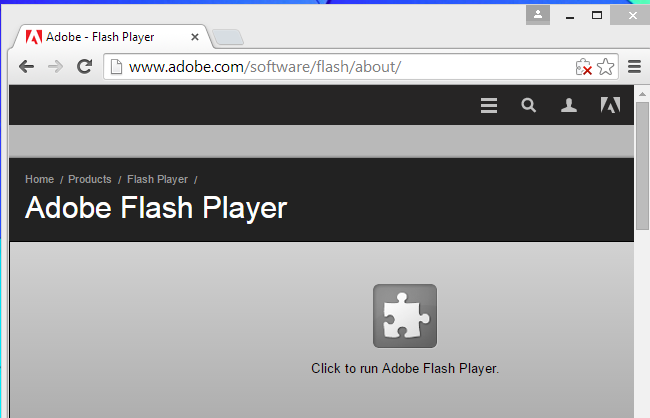 Adobe - Flash Player
www.adobe.com/software/flash/about/
Home / Products / Flash Player /
Adobe Flash Player
Click to run Adobe Flash Player.